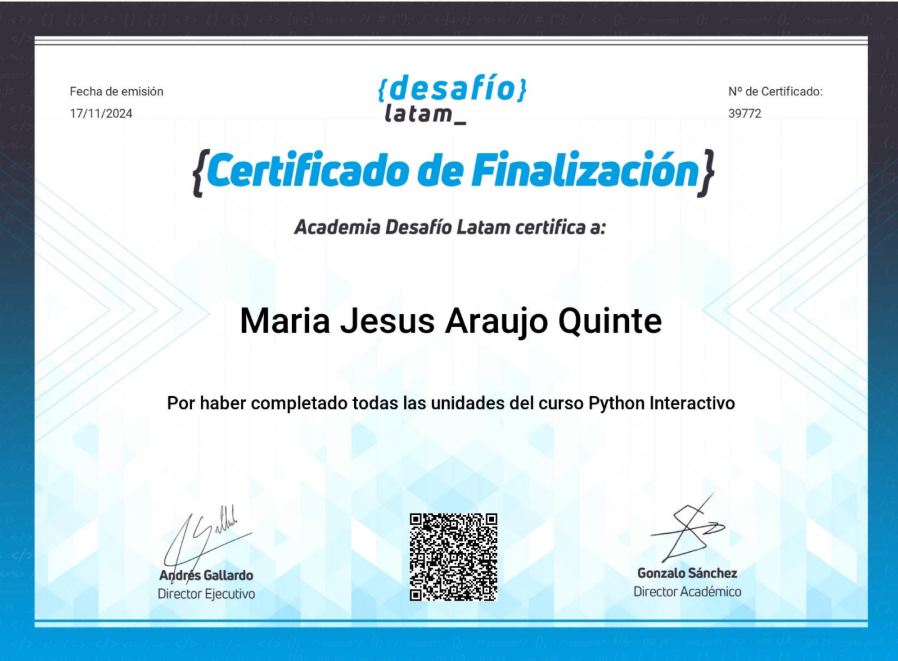 Fecha de emisión
17/11/2024
{desafío}
latam_
Nº de Certificado:
39772
{Certificado de Finalización}
Academia Desafío Latam certifica a:
Maria Jesus Araujo Quinte
Por haber completado todas las unidades del curso Python Interactivo
Andrés Gallardo
Director Ejecutivo
Gonzalo Sánchez
Director Académico